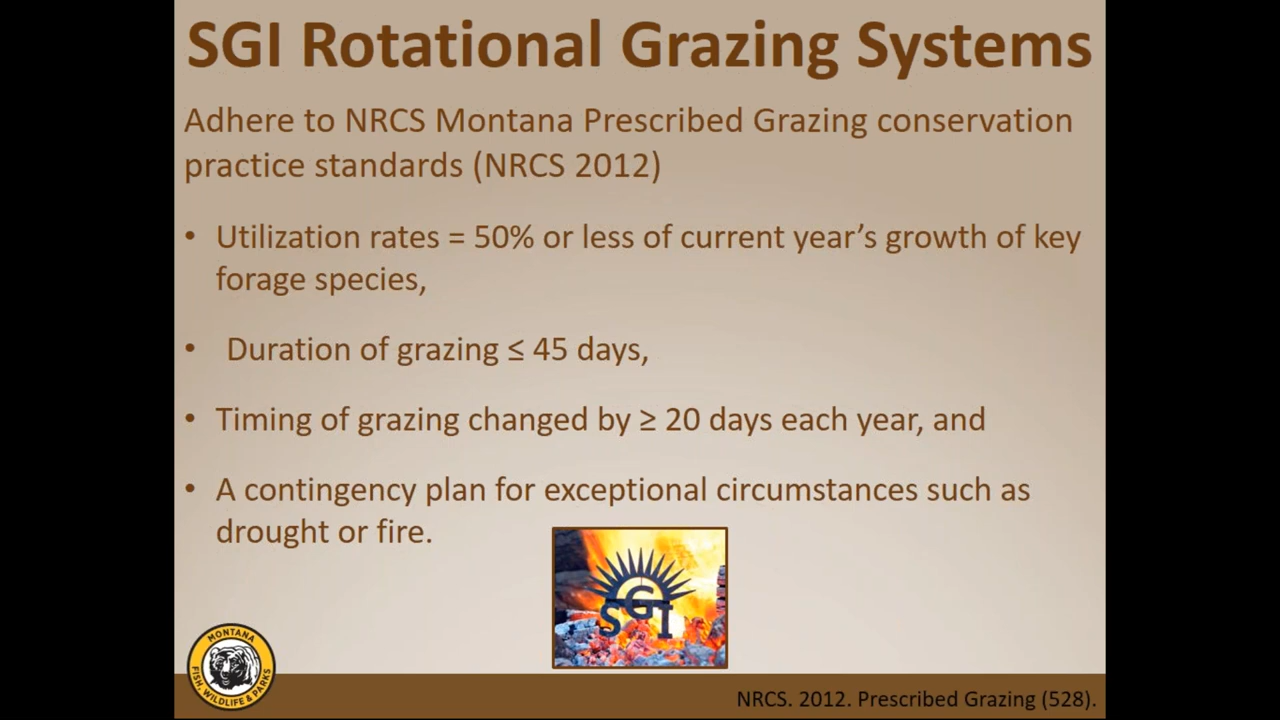 SGI Rotational Grazing Systems
Adhere to NRCS Montana Prescribed Grazing conservation
practice standards (NRCS 2012)
• Utilization rates = 50% or less of current year’s growth of key
forage species,
• Duration of grazing ≤ 45 days,
• Timing of grazing changed by ≥ 20 days each year, and
• A contingency plan for exceptional circumstances such as
drought or fire.
SGI
MONTANA
FISH, WILDLIFE & PARKS
NRCS. 2012. Prescribed Grazing (528).